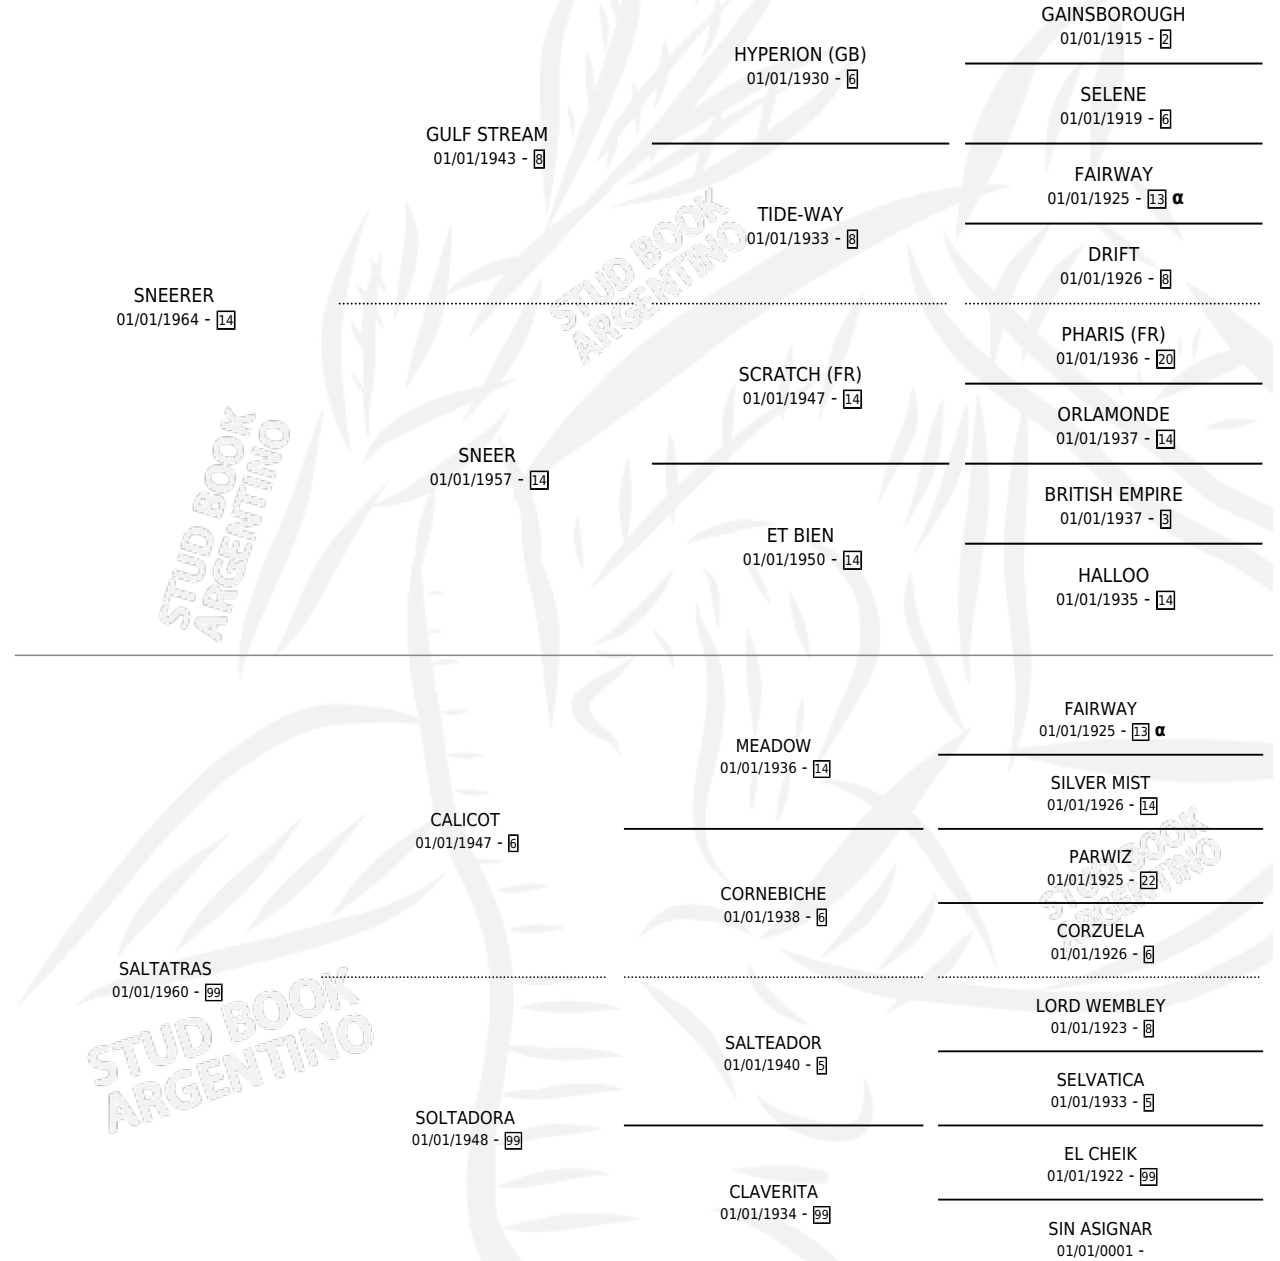 GAINSBOROUGH
01/01/1915 - 2
HYPERION (GB)
01/01/1930 - 6
SELENE
01/01/1919 - 6
GULF STREAM
01/01/1943 - 8
FAIRWAY
01/01/1925 - 13 α
TIDE-WAY
01/01/1933 - 8
DRIFT
01/01/1926 - 8
SNEERER
01/01/1964 - 14
PHARIS (FR)
01/01/1936 - 20
SCRATCH (FR)
01/01/1947 - 14
ORLAMONDE
01/01/1937 - 14
SNEER
01/01/1957 - 14
BRITISH EMPIRE
01/01/1937 - 3
ET BIEN
01/01/1950 - 14
HALLOO
01/01/1935 - 14
FAIRWAY
01/01/1925 - 13 α
MEADOW
01/01/1936 - 14
SILVER MIST
01/01/1926 - 14
CALICOT
01/01/1947 - 6
PARWIZ
01/01/1925 - 22
CORNEBICHE
01/01/1938 - 6
CORZUELA
01/01/1926 - 6
SALTATRAS
01/01/1960 - 99
LORD WEMBLEY
01/01/1923 - 8
SALTEADOR
01/01/1940 - 5
SELVATICA
01/01/1933 - 5
SOLTADORA
01/01/1948 - 99
EL CHEIK
01/01/1922 - 99
CLAVERITA
01/01/1934 - 99
SIN ASIGNAR
01/01/0001 -
STUD BOOK
ARGENTINO
STUD BOOK
ARGENTINO
STUD BOOK
ARGENTINO
STUD BOOK
ARGENTINO